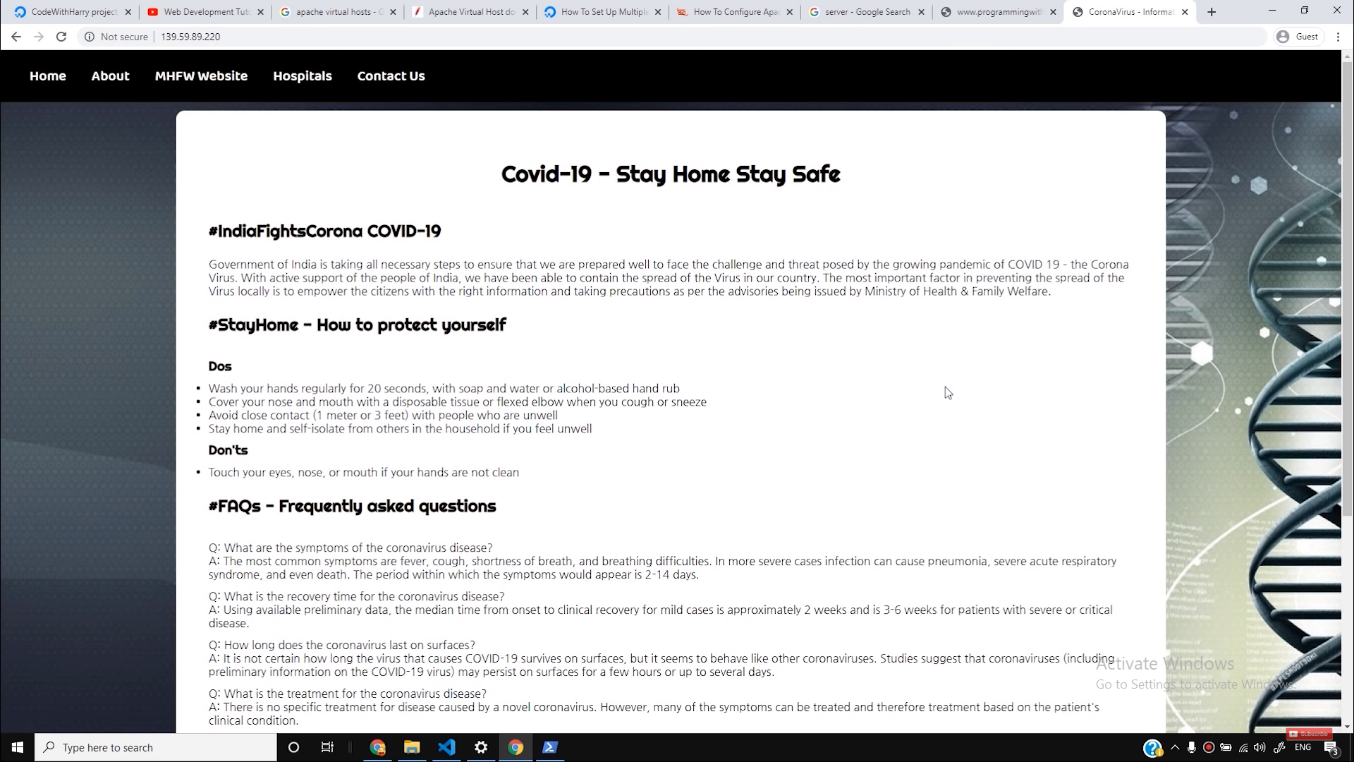 CodeWithHarry project
Web Development Tut
apache virtual hosts - G
Apache Virtual Host do
How To Set Up Multiple
How To Configure Apac
server - Google Search
www.programmingwit
CoronaVirus - Informat
Not secure
139.59.89.220
Guest
Home
About
MHFW Website
Hospitals
Contact Us
Covid-19 - Stay Home Stay Safe
#IndiaFightsCorona COVID-19
Government of India is taking all necessary steps to ensure that we are prepared well to face the challenge and threat posed by the growing pandemic of COVID 19 - the Corona
Virus. With active support of the people of India, we have been able to contain the spread of the Virus in our country. The most important factor in preventing the spread of the
Virus locally is to empower the citizens with the right information and taking precautions as per the advisories being issued by Ministry of Health & Family Welfare.
#StayHome - How to protect yourself
Dos
• Wash your hands regularly for 20 seconds, with soap and water or alcohol-based hand rub
• Cover your nose and mouth with a disposable tissue or flexed elbow when you cough or sneeze
• Avoid close contact (1 meter or 3 feet) with people who are unwell
• Stay home and self-isolate from others in the household if you feel unwell
Don'ts
• Touch your eyes, nose, or mouth if your hands are not clean
#FAQs - Frequently asked questions
Q: What are the symptoms of the coronavirus disease?
A: The most common symptoms are fever, cough, shortness of breath, and breathing difficulties. In more severe cases infection can cause pneumonia, severe acute respiratory
syndrome, and even death. The period within which the symptoms would appear is 2-14 days.
Q: What is the recovery time for the coronavirus disease?
A: Using available preliminary data, the median time from onset to clinical recovery for mild cases is approximately 2 weeks and is 3-6 weeks for patients with severe or critical
disease.
Q: How long does the coronavirus last on surfaces?
A: It is not certain how long the virus that causes COVID-19 survives on surfaces, but it seems to behave like other coronaviruses. Studies suggest that coronaviruses (including
preliminary information on the COVID-19 virus) may persist on surfaces for a few hours or up to several days.
Q: What is the treatment for the coronavirus disease?
A: There is no specific treatment for disease caused by a novel coronavirus. However, many of the symptoms can be treated and therefore treatment based on the patient's
clinical condition.
Activate Windows
Go to Settings to activate Windows.
Subscribe
Type here to search
ENG
3